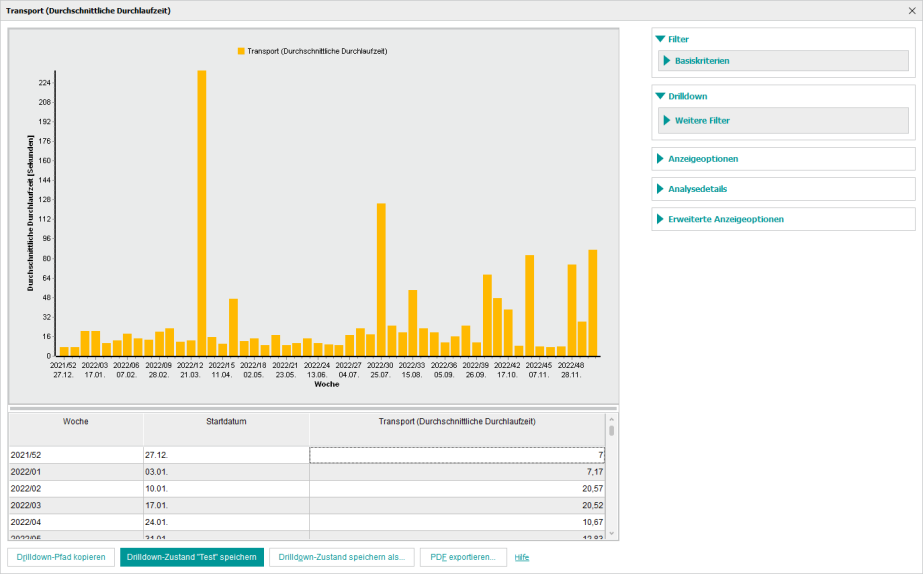 Transport (Durchschnittliche Durchlaufzeit)
Transport (Durchschnittliche Durchlaufzeit)
Durchschnittliche Durchlaufzeit [Sekunden]
224
208
192
176
160
144
128
112
96
80
64
48
32
16
0
2021/52 2022/03 2022/06 2022/09 2022/12 2022/15 2022/18 2022/21 2022/24 2022/27 2022/30 2022/33 2022/36 2022/39 2022/42 2022/45 2022/48
27.12. 17.01. 07.02. 28.02. 21.03. 11.04. 02.05. 23.05. 13.06. 04.07. 25.07. 15.08. 05.09. 26.09. 17.10. 07.11. 28.11.
Woche
Filter
Basiskriterien
Drilldown
Weitere Filter
Anzeigeoptionen
Analysedetails
Erweiterte Anzeigeoptionen
Woche Startdatum Transport (Durchschnittliche Durchlaufzeit)
2021/52 27.12. 7
2022/01 03.01. 7,17
2022/02 10.01. 20,57
2022/03 17.01. 20,52
2022/04 24.01. 10,67
2022/05 31.01. 12,83
Drilldown-Pfad kopieren
Drilldown-Zustand "Test" speichern
Drilldown-Zustand speichern als...
PDF exportieren...
Hilfe